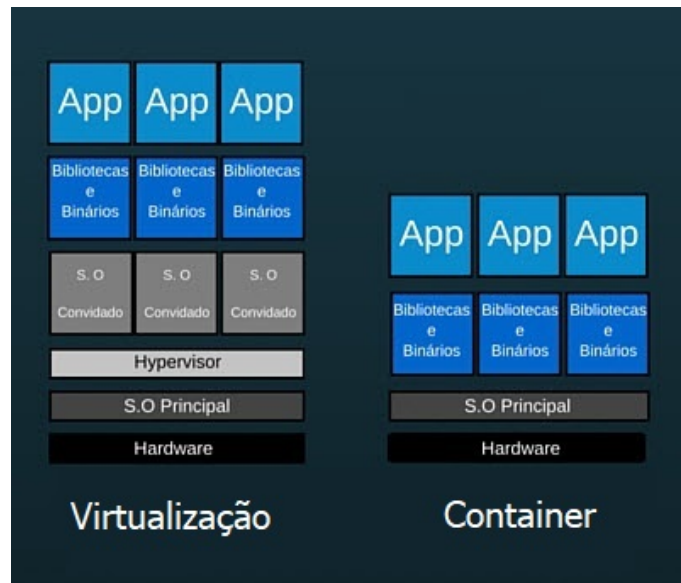 App App App
Bibliotecas Bibliotecas Bibliotecas
e e e
Binários Binários Binários
S. O S. O S. O
Convidado Convidado Convidado
Hypervisor
S.O Principal
Hardware
Virtualização
App App App
Bibliotecas Bibliotecas Bibliotecas
e e e
Binários Binários Binários
S.O Principal
Hardware
Container